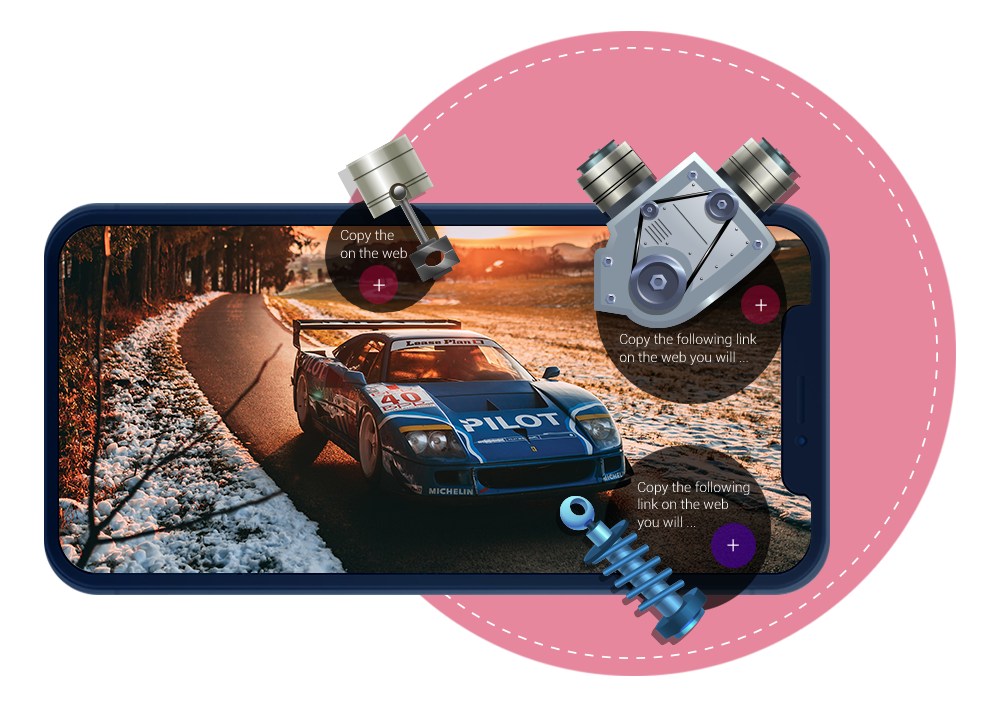 Copy the
on the web
+
+
Copy the following link
on the web you will ...
Lease Plan
40
PILOT
MICHELIN
Copy the following
link on the web
you will ...
+